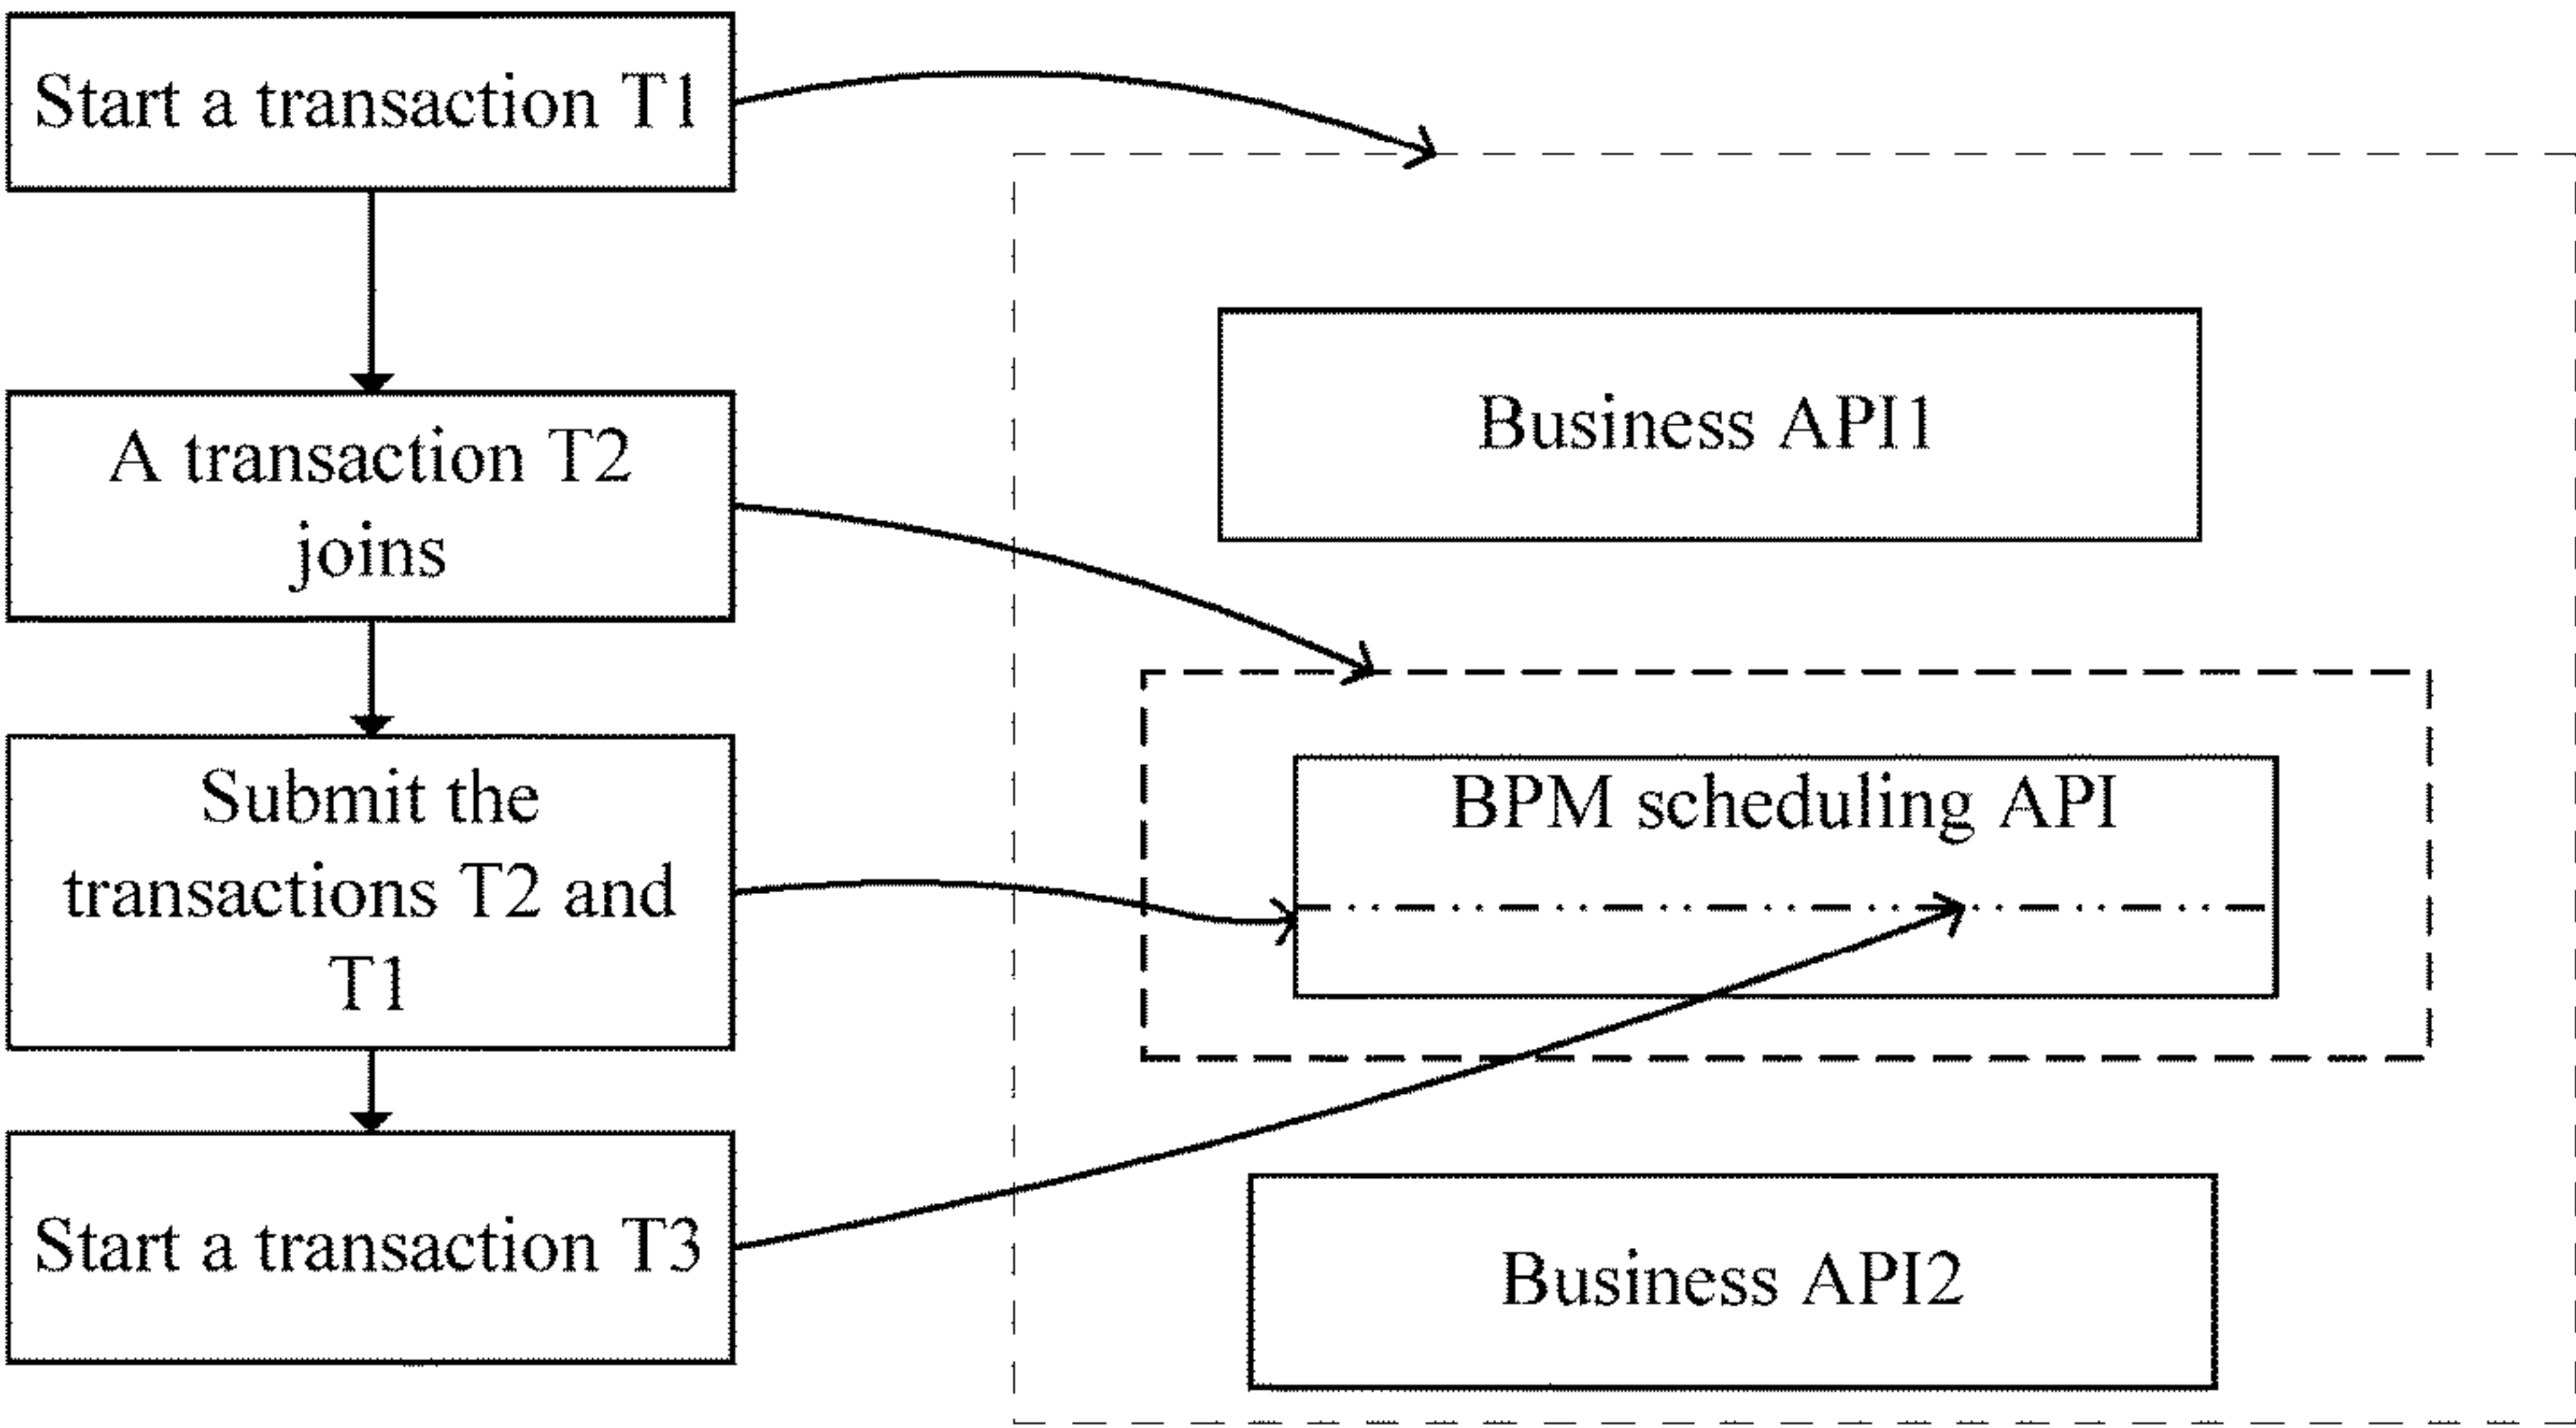 Start a transaction T1
A transaction T2
joins
Submit the
transactions T2 and
T1
Start a transaction T3
Business API1
BPM scheduling API
Business API2